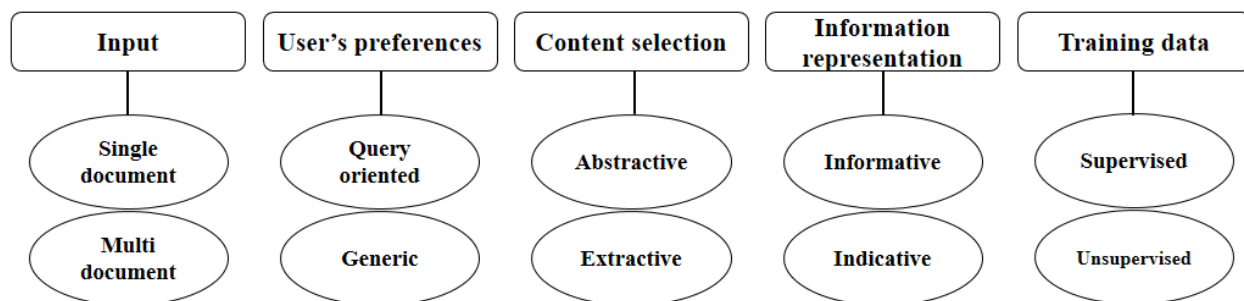 Input
User's preferences
Content selection
Information
representation
Training data
Single
document
Query
oriented
Abstractive
Informative
Supervised
Multi
document
Generic
Extractive
Indicative
Unsupervised